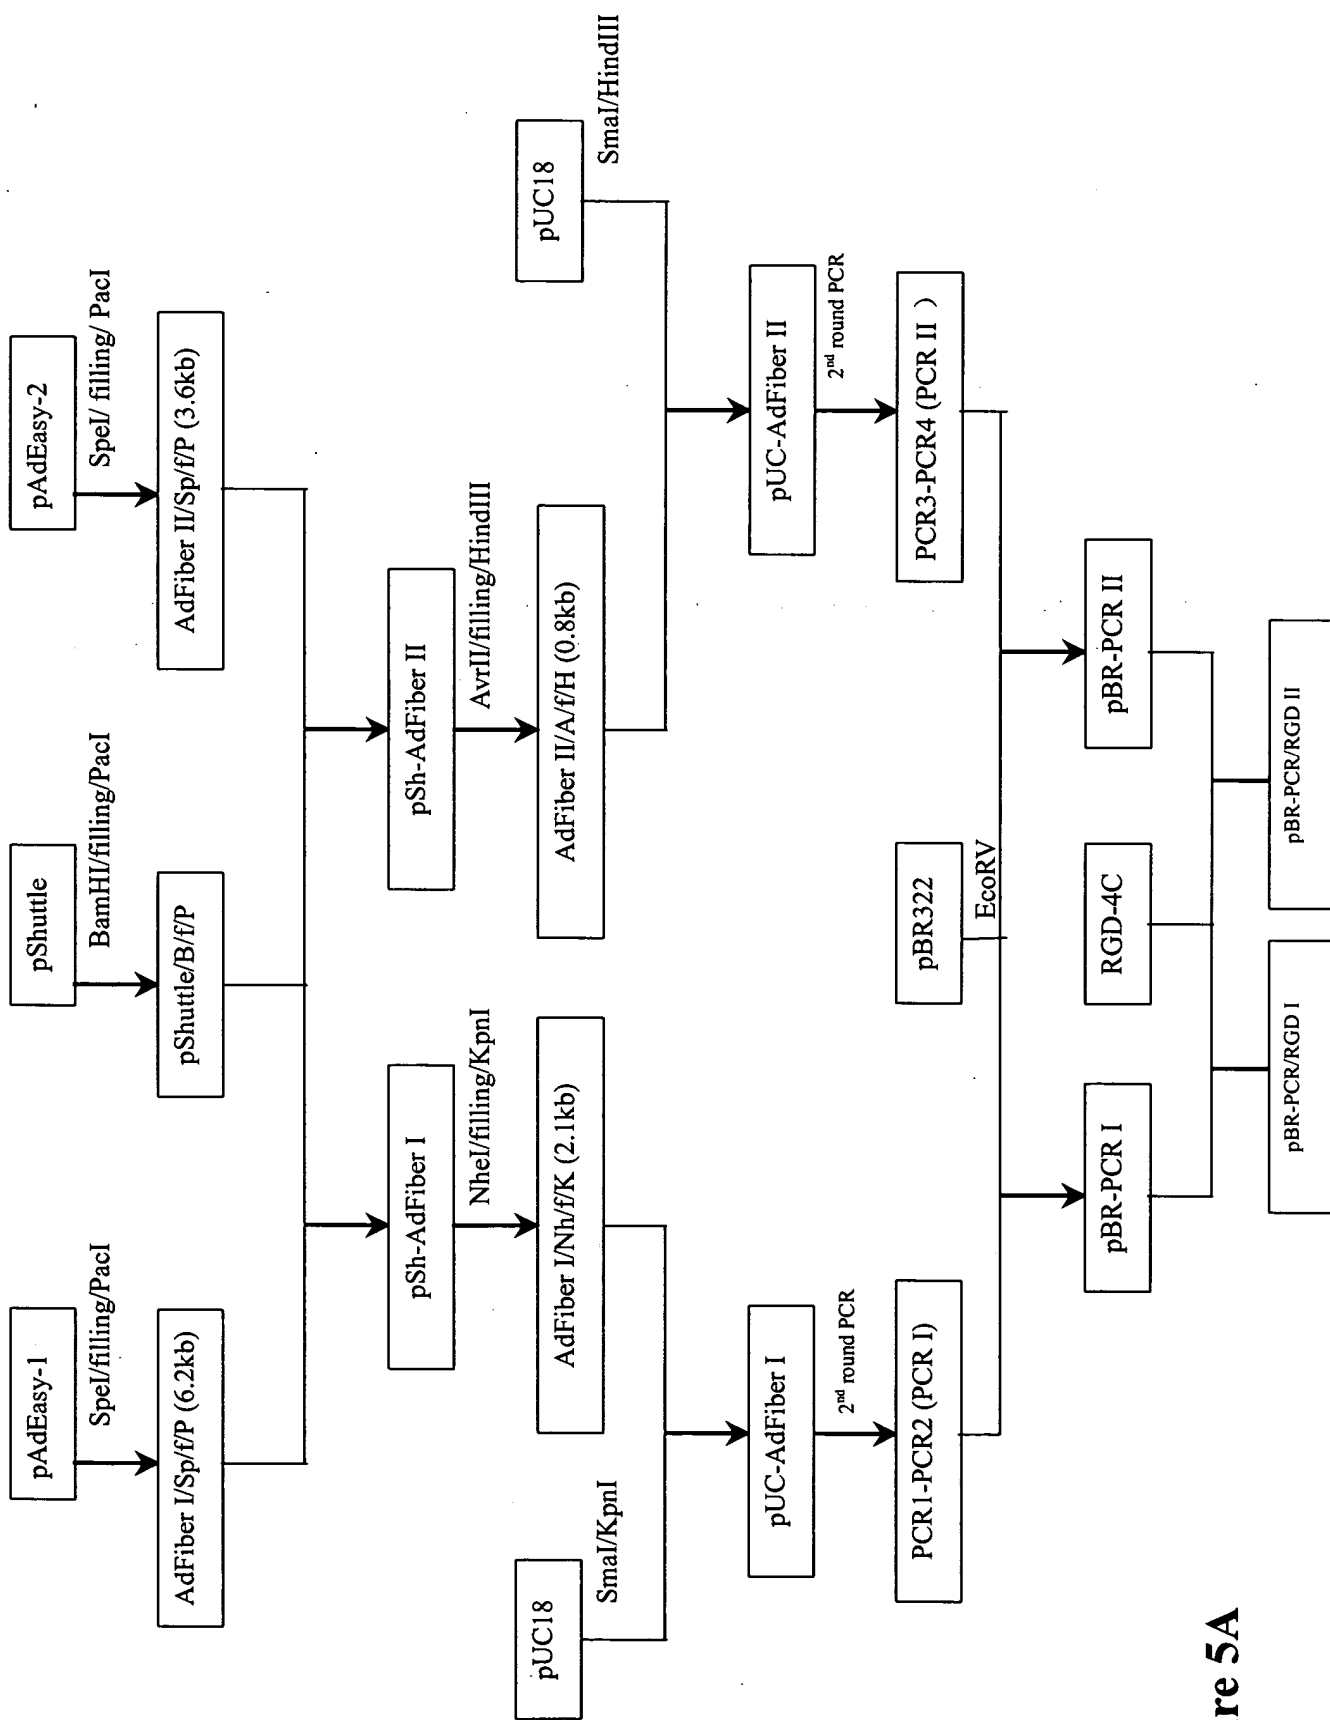 pAdEasy-1
pShuttle
pAdEasy-2
SpeI/filling/PacI
BamHI/filling/PacI
SpeI/ filling/ PacI
AdFiber I/Sp/f/P (6.2kb)
pShuttle/B/f/P
AdFiber II/Sp/f/P (3.6kb)
pSh-AdFiber I
pSh-AdFiber II
NheI/filling/KpnI
AvrII/filling/HindIII
pUC18
AdFiber I/Nh/f/K (2.1kb)
AdFiber II/A/f/H (0.8kb)
pUC18
SmaI/KpnI
SmaI/HindIII
pUC-AdFiber I
pUC-AdFiber II
2nd round PCR
2nd round PCR
PCR1-PCR2 (PCR I)
pBR322
PCR3-PCR4 (PCR II )
EcoRV
pBR-PCR I
RGD-4C
pBR-PCR II
pBR-PCR/RGD I
pBR-PCR/RGD II
re 5A